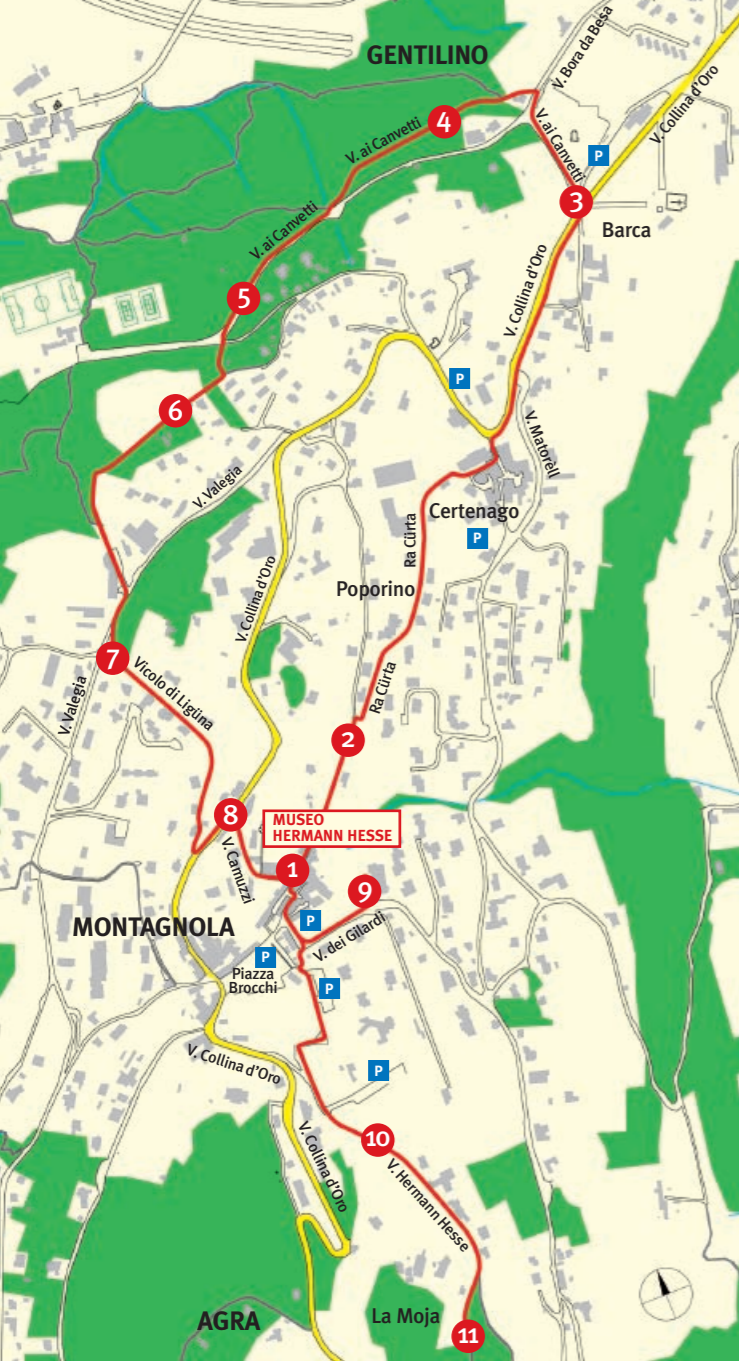 GENTILINO
V. Bora da Besa
V. Collina d'Oro
4
V. ai Canvetti
V. ai Canvetti
P
3
Barca
V. ai Canvetti
V. Collina d'Oro
5
P
6
V. Matorèll
V. Valegia
Certenago
P
Ra Cürta
Poporino
V. Collina d'Oro
7
Vicolo di Ligüna
V. Valegia
Ra Cürta
2
8
MUSEO
HERMANN HESSE
V. Camuzzi
1
9
P
MONTAGNOLA
V. dei Gilardi
P
Piazza
Brocchi
P
V. Collina d'Oro
P
V. Collina d'Oro
10
V. Hermann Hesse
AGRA
La Moja
11